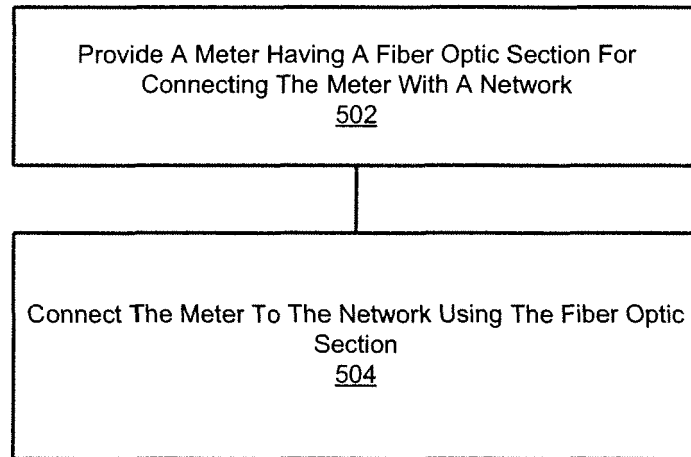 Provide A Meter Having A Fiber Optic Section For
Connecting The Meter With A Network
502
Connect The Meter To The Network Using The Fiber Optic
Section
504